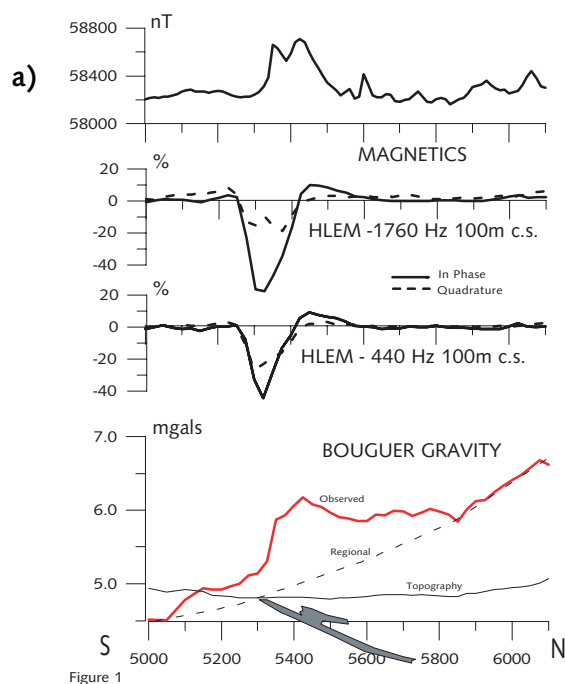 nT
a)
58800
58400
58000
MAGNETICS
%
20
0
-20
-40
HLEM -1760 Hz 100m c.s.
In Phase
Quadrature
%
20
0
-20
-40
HLEM - 440 Hz 100m c.s.
mgals
7.0
6.0
5.0
BOUGUER GRAVITY
Observed
Regional
Topography
S
N
5000 5200 5400 5600 5800 6000
Figure 1